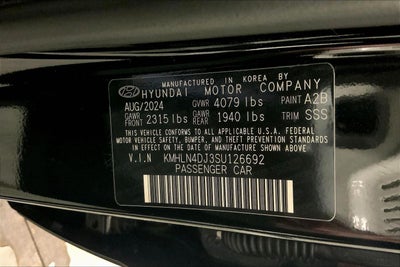 MANUFACTURED IN KOREA BY
HYUNDAI MOTOR COMPANY
AUG/2024 GVWR 4079 lbs PAINT A2B
GAWR FRONT 2315 lbs GAWR REAR 1940 lbs TRIM SSS
THIS VEHICLE CONFORMS TO ALL APPLICABLE U.S. FEDERAL
MOTOR VEHICLE SAFETY, BUMPER, AND THEFT PREVENTION
STANDARDS IN EFFECT ON THE DATE OF MANUFACTURE SHOWN ABOVE.
V.I.N KMHLN4DJ3SU126692
PASSENGER CAR